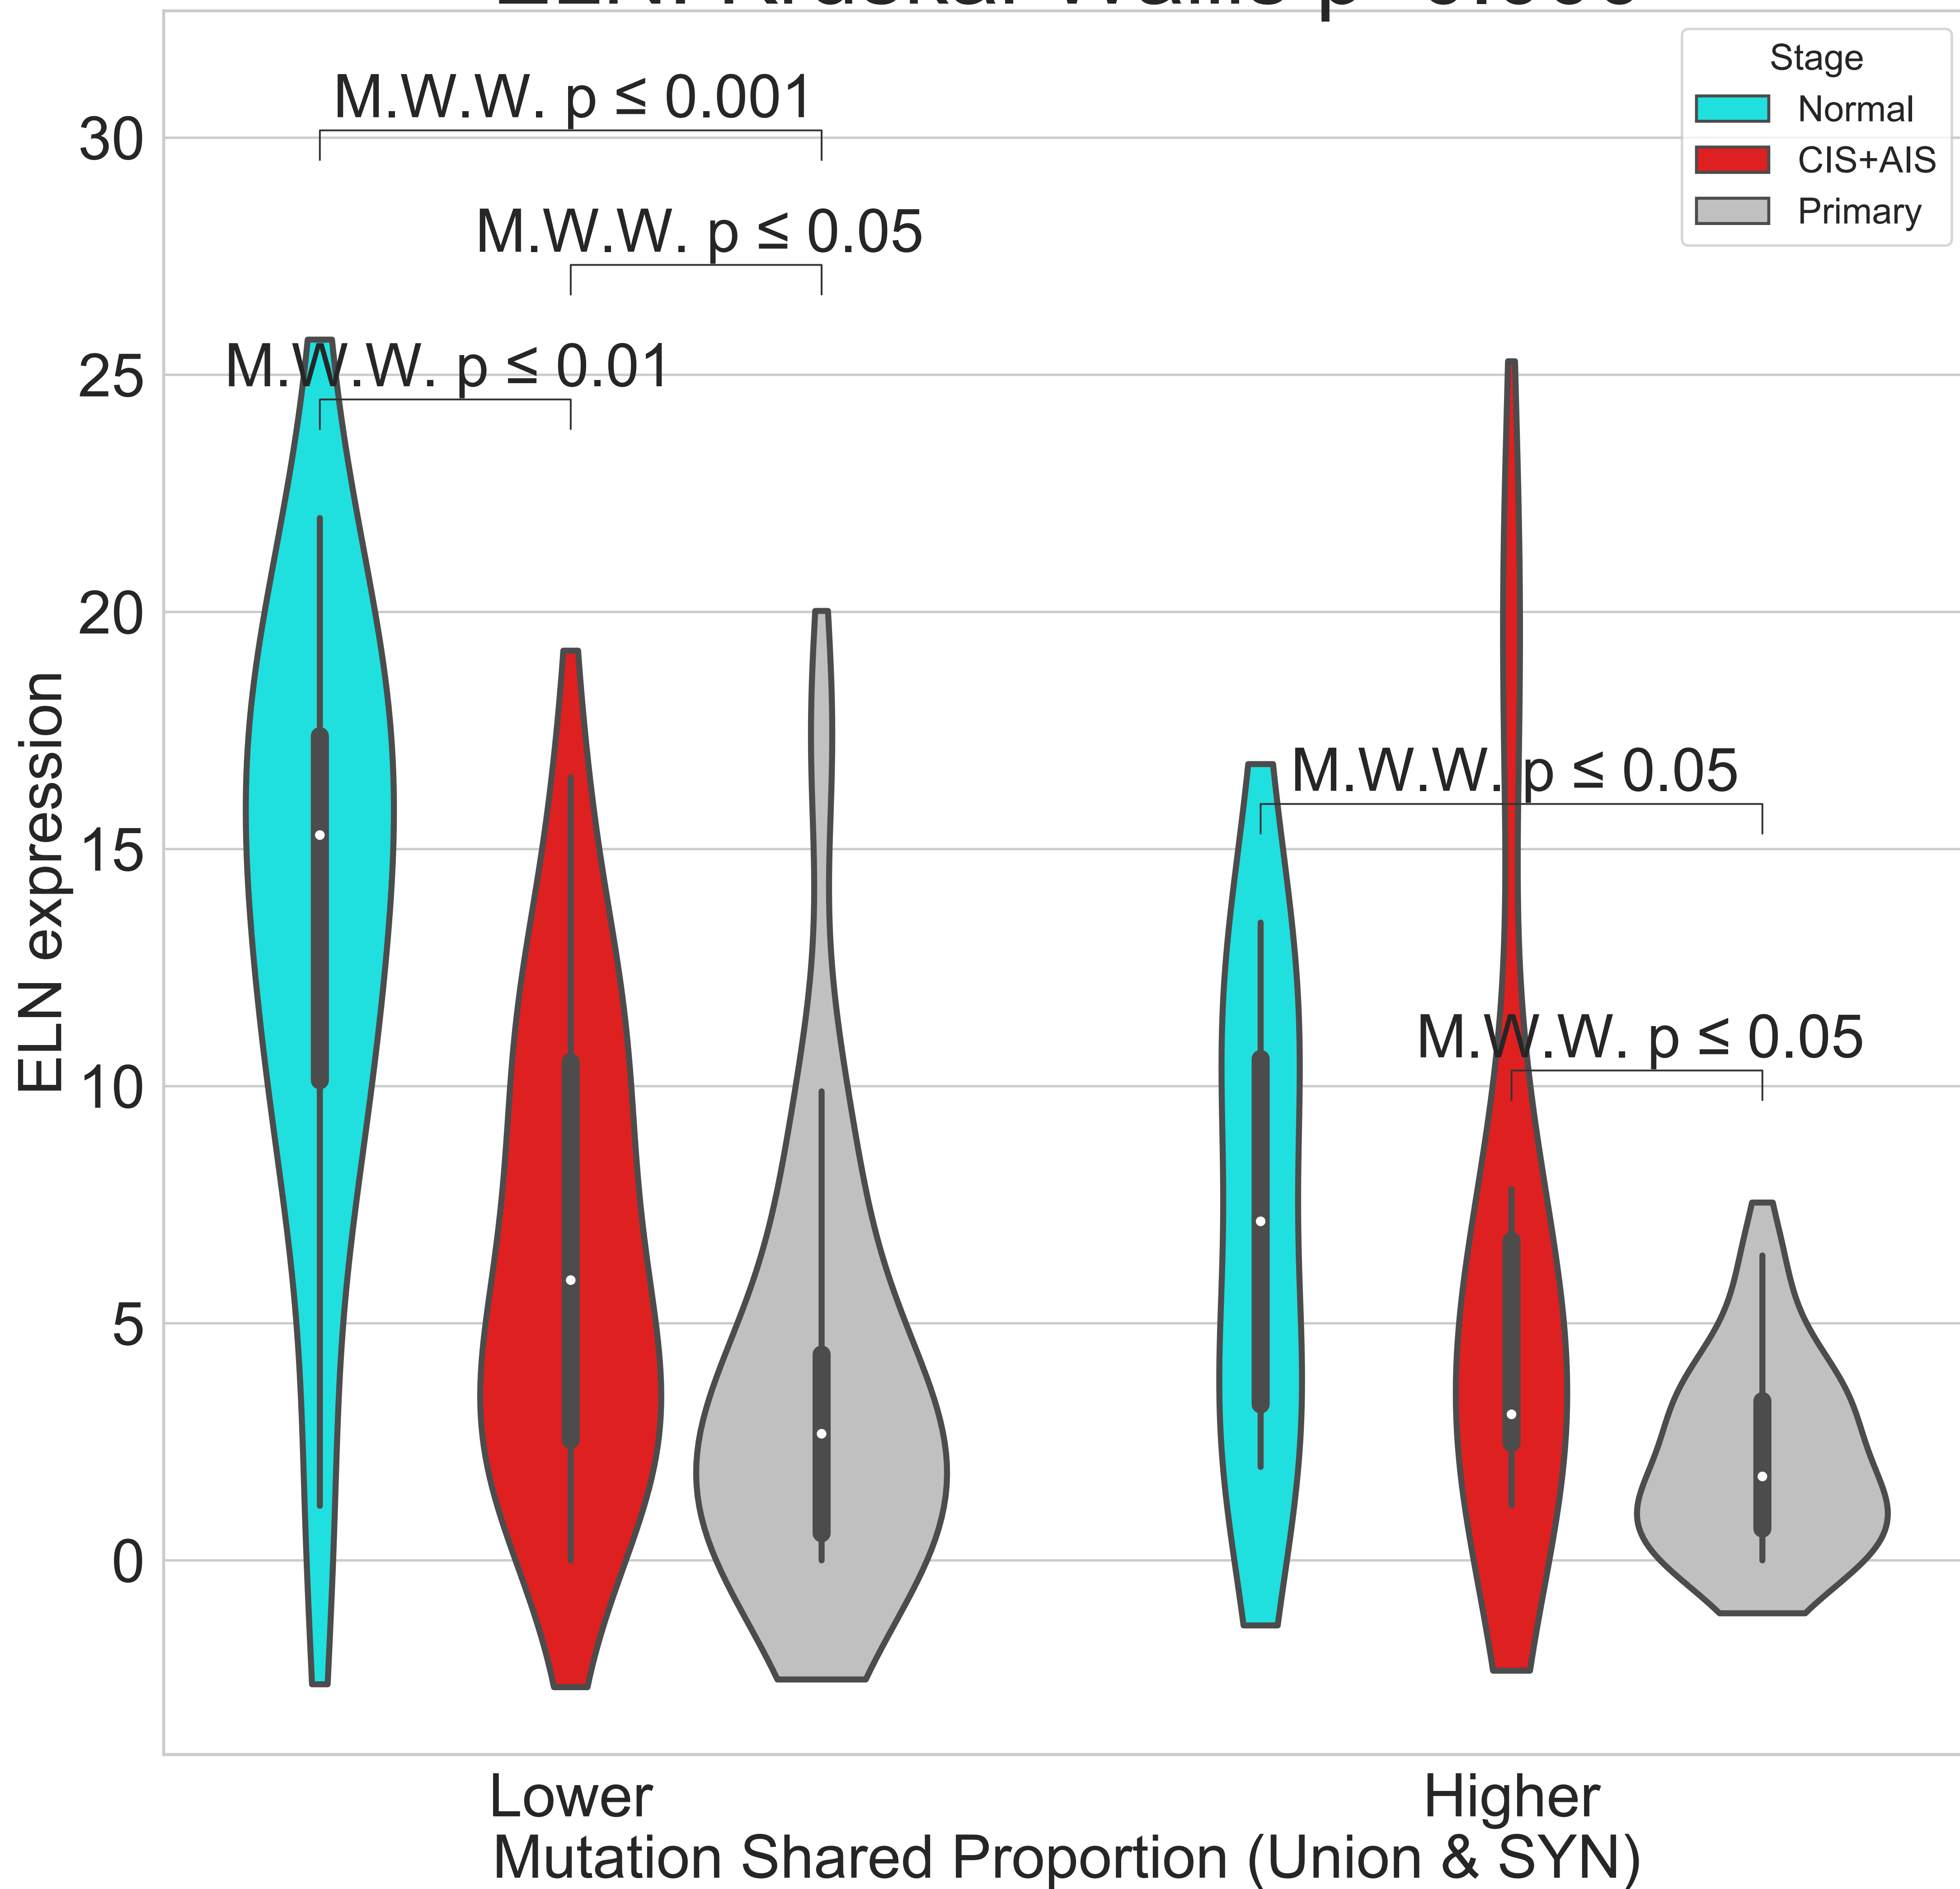 Stage
Normal
CIS+AIS
Primary
M.W.W. p ≤ 0.001
M.W.W. p ≤ 0.05
M.W.W. p ≤ 0.01
M.W.W. p ≤ 0.05
M.W.W. p ≤ 0.05
30
25
20
15
10
5
0
ELN expression
Lower
Higher
Mutation Shared Proportion (Union & SYN)